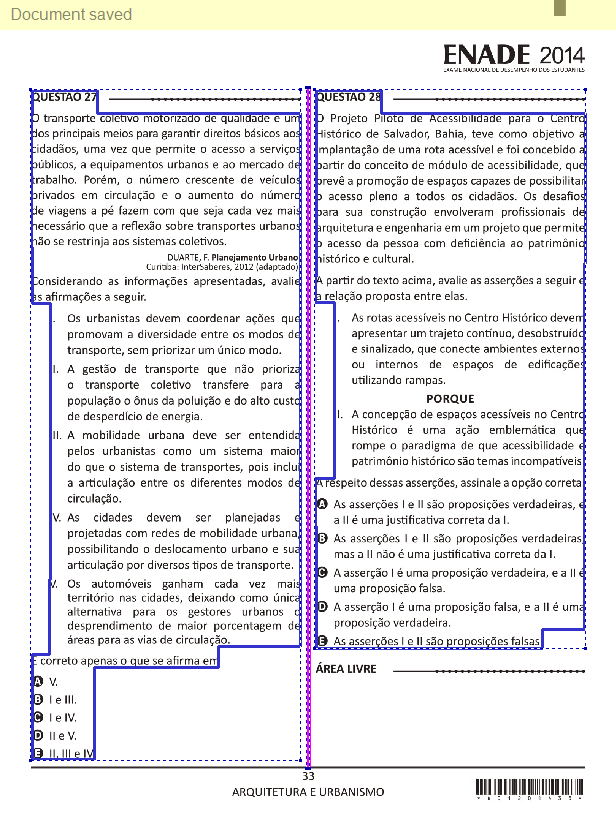 Document saved
ENADE 2014
EXAME NACIONAL DE DESEMPENHO DOS ESTUDANTES
QUESTÃO 27
O transporte coletivo motorizado de qualidade é um
dos principais meios para garantir direitos básicos aos
cidadãos, uma vez que permite o acesso a serviços
públicos, a equipamentos urbanos e ao mercado de
trabalho. Porém, o número crescente de veículos
privados em circulação e o aumento do número
de viagens a pé fazem com que seja cada vez mais
necessário que a reflexão sobre transportes urbanos
não se restrinja aos sistemas coletivos.
DUARTE, F. Planejamento Urbano.
Curitiba: InterSaberes, 2012 (adaptado).
Considerando as informações apresentadas, avalie
as afirmações a seguir.
I. Os urbanistas devem coordenar ações que
promovam a diversidade entre os modos de
transporte, sem priorizar um único modo.
II. A gestão de transporte que não prioriza
o transporte coletivo transfere para a
população o ônus da poluição e do alto custo
de desperdício de energia.
III. A mobilidade urbana deve ser entendida
pelos urbanistas como um sistema maior
do que o sistema de transportes, pois inclui
a articulação entre os diferentes modos de
circulação.
IV. As cidades devem ser planejadas e
projetadas com redes de mobilidade urbana,
possibilitando o deslocamento urbano e sua
articulação por diversos tipos de transporte.
V. Os automóveis ganham cada vez mais
território nas cidades, deixando como única
alternativa para os gestores urbanos o
desprendimento de maior porcentagem de
áreas para as vias de circulação.
É correto apenas o que se afirma em
A V.
B I e III.
C I e IV.
D II e V.
E II, III e IV.
QUESTÃO 28
O Projeto Piloto de Acessibilidade para o Centro
Histórico de Salvador, Bahia, teve como objetivo a
implantação de uma rota acessível e foi concebido a
partir do conceito de módulo de acessibilidade, que
prevê a promoção de espaços capazes de possibilitar
o acesso pleno a todos os cidadãos. Os desafios
para sua construção envolveram profissionais de
arquitetura e engenharia em um projeto que permite
o acesso da pessoa com deficiência ao patrimônio
histórico e cultural.
A partir do texto acima, avalie as asserções a seguir e
a relação proposta entre elas.
I. As rotas acessíveis no Centro Histórico devem
apresentar um trajeto contínuo, desobstruído
e sinalizado, que conecte ambientes externos
ou internos de espaços de edificações
utilizando rampas.
PORQUE
II. A concepção de espaços acessíveis no Centro
Histórico é uma ação emblemática que
rompe o paradigma de que acessibilidade e
patrimônio histórico são temas incompatíveis.
A respeito dessas asserções, assinale a opção correta.
A As asserções I e II são proposições verdadeiras, e
a II é uma justificativa correta da I.
B As asserções I e II são proposições verdadeiras,
mas a II não é uma justificativa correta da I.
C A asserção I é uma proposição verdadeira, e a II é
uma proposição falsa.
D A asserção I é uma proposição falsa, e a II é uma
proposição verdadeira.
E As asserções I e II são proposições falsas.
ÁREA LIVRE
33
ARQUITETURA E URBANISMO